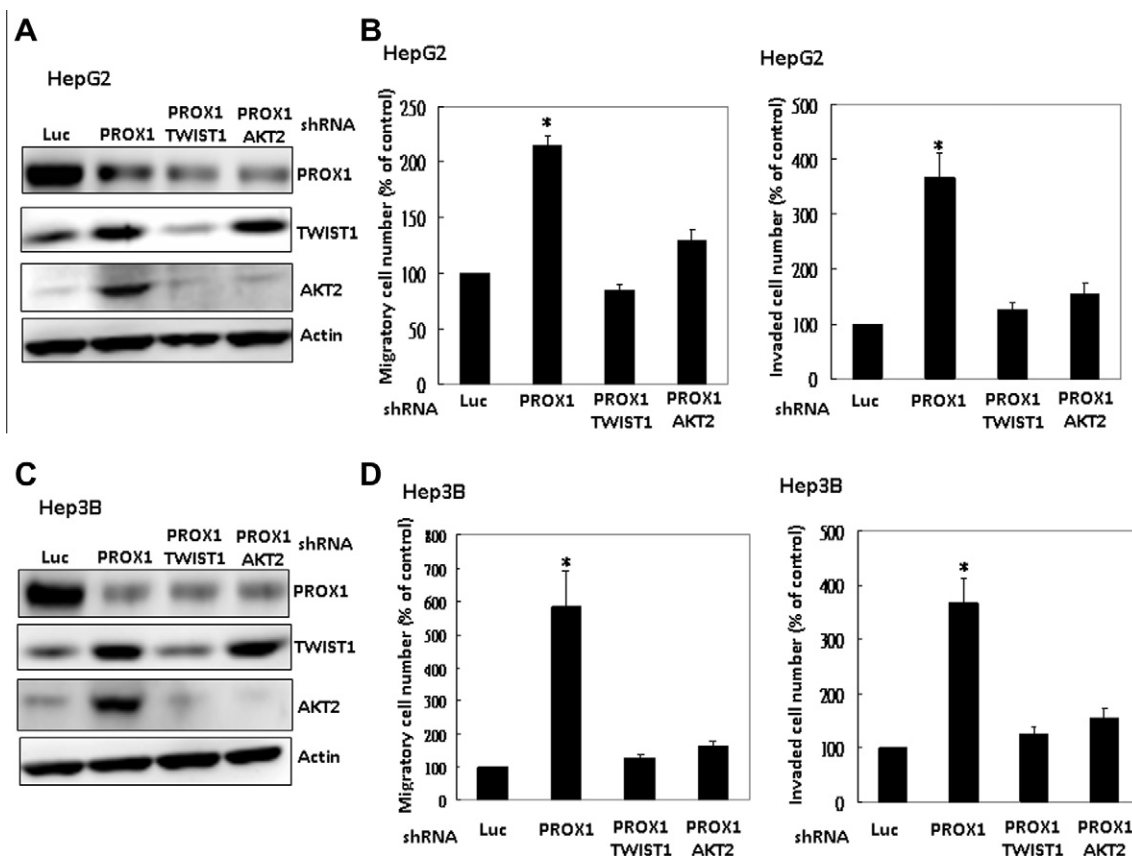 A
HepG2
Luc
PROX1
PROX1
TWIST1
PROX1
AKT2
shRNA
PROX1
TWIST1
AKT2
Actin
B
HepG2
Migratory cell number (% of control)
250
200
150
100
50
0
*
shRNA
Luc
PROX1
PROX1
TWIST1
PROX1
AKT2
HepG2
Invaded cell number (% of control)
500
400
300
200
100
0
*
shRNA
Luc
PROX1
PROX1
TWIST1
PROX1
AKT2
C
Hep3B
Luc
PROX1
PROX1
TWIST1
PROX1
AKT2
shRNA
PROX1
TWIST1
AKT2
Actin
D
Hep3B
Migratory cell number (% of control)
800
700
600
500
400
300
200
100
0
*
shRNA
Luc
PROX1
PROX1
TWIST1
PROX1
AKT2
Hep3B
Invaded cell number (% of control)
500
400
300
200
100
0
*
shRNA
Luc
PROX1
PROX1
TWIST1
PROX1
AKT2